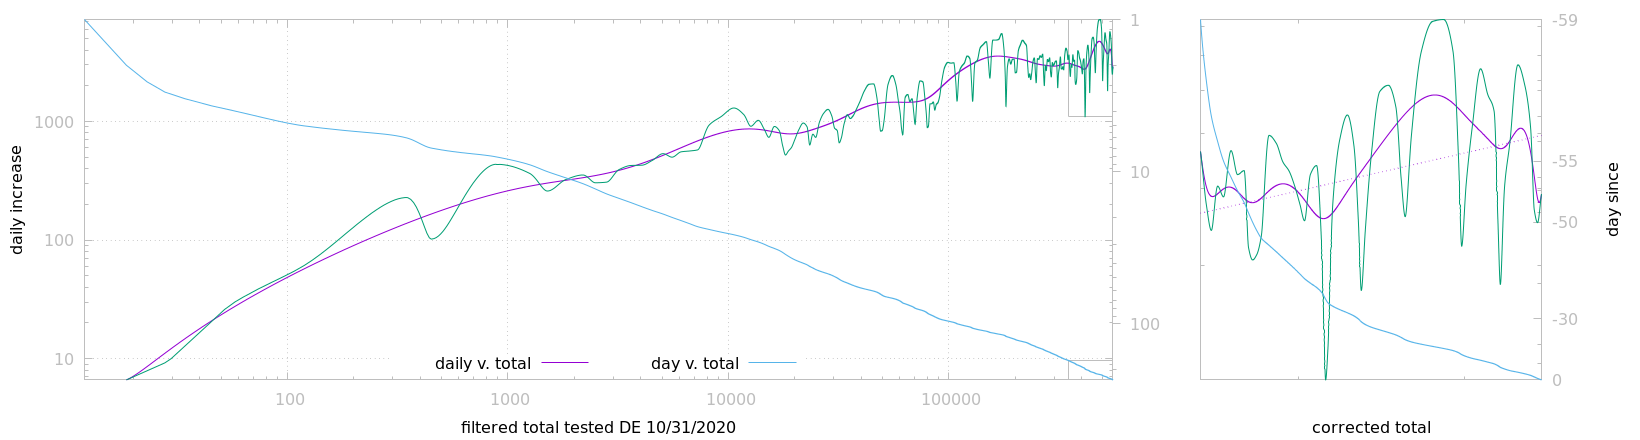 daily increase
1000
100
10
100
1000
10000
100000
1
10
100
daily v. total
day v. total
filtered total tested DE 10/31/2020
-59
-55
-50
-30
0
day since
corrected total